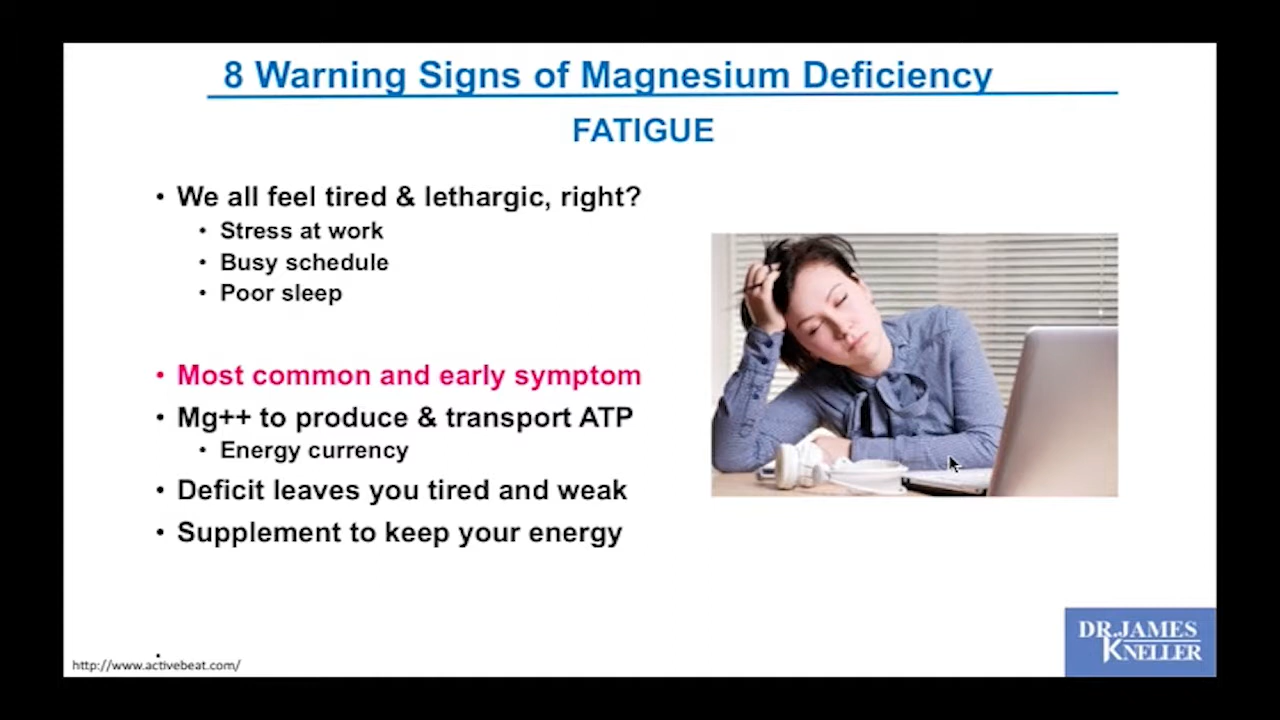 8 Warning Signs of Magnesium Deficiency
FATIGUE
• We all feel tired & lethargic, right?
• Stress at work
• Busy schedule
• Poor sleep
• Most common and early symptom
• Mg++ to produce & transport ATP
• Energy currency
• Deficit leaves you tired and weak
• Supplement to keep your energy
http://www.activebeat.com/
DR.JAMES
KNELLER